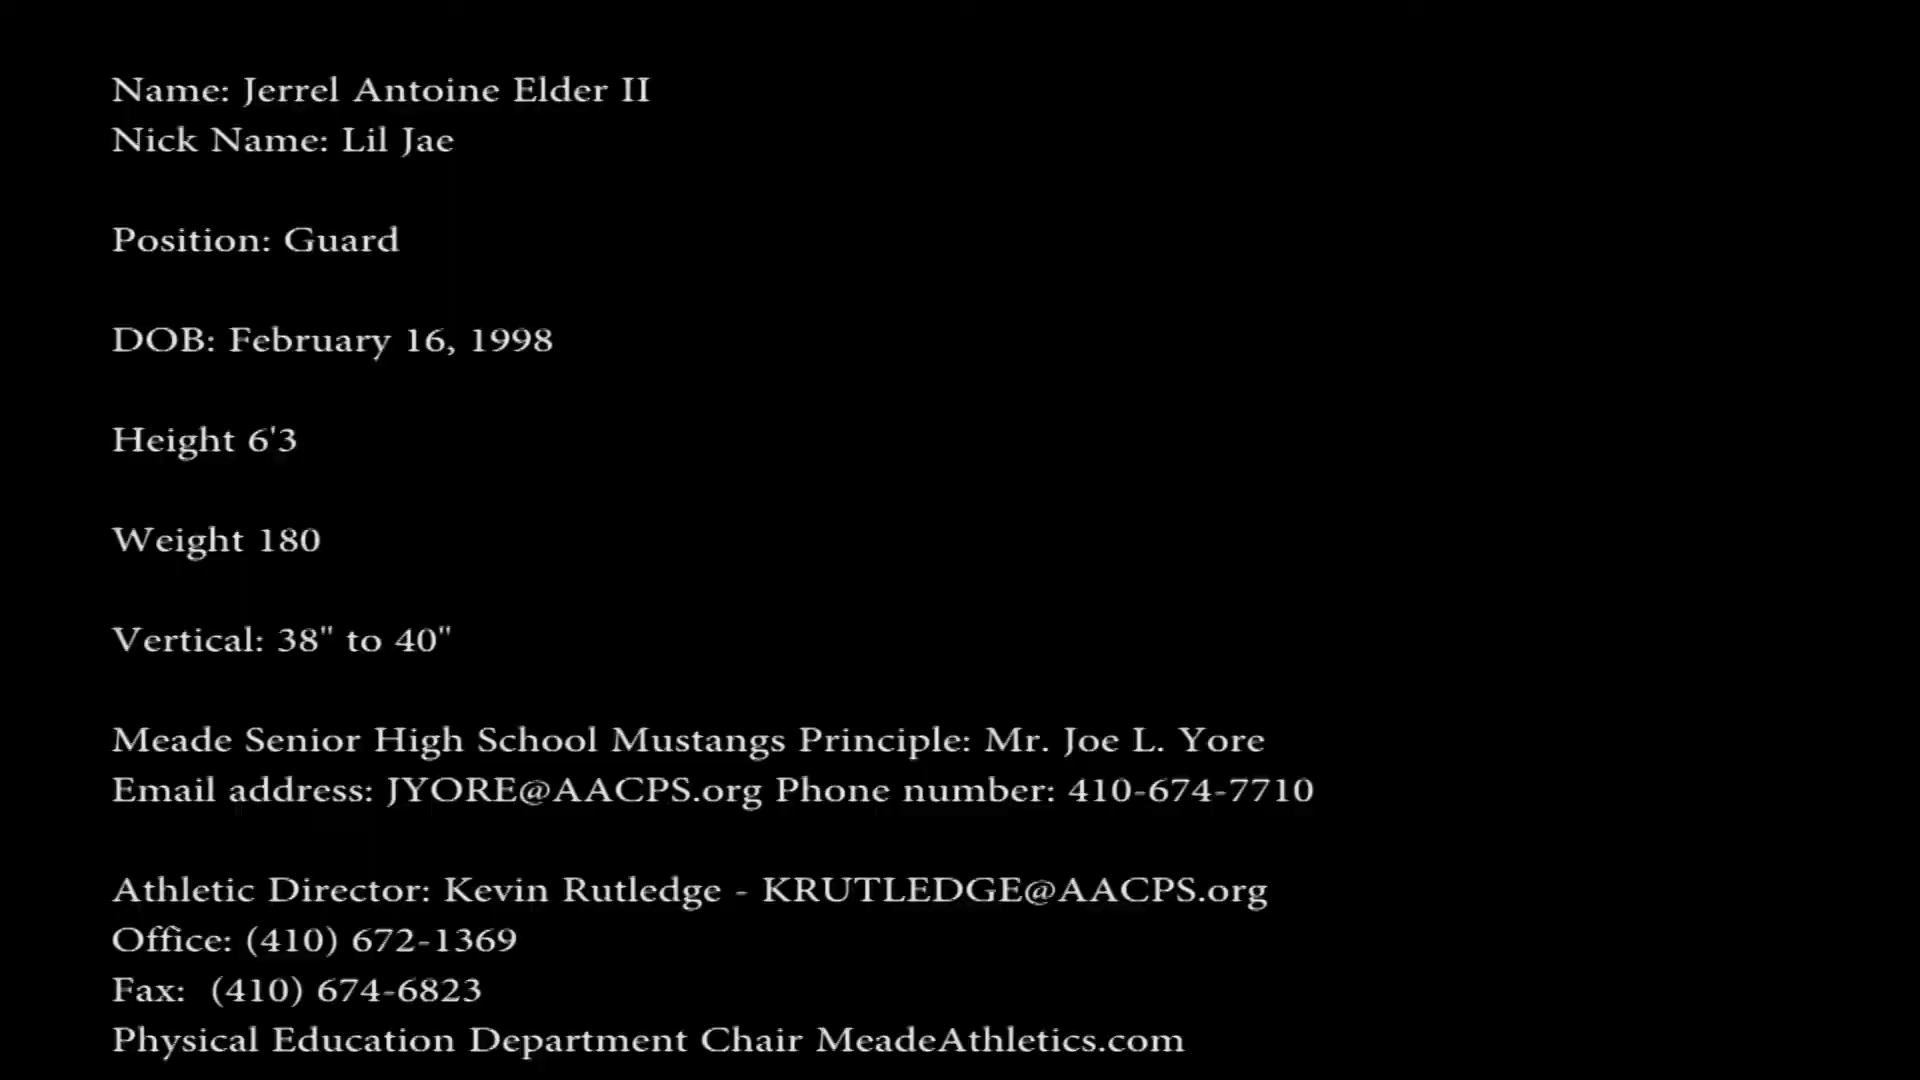 Name: Jerrel Antoine Elder II
Nick Name: Lil Jae
Position: Guard
DOB: February 16, 1998
Height 6'3
Weight 180
Vertical: 38" to 40"
Meade Senior High School Mustangs Principle: Mr. Joe L. Yore
Email address: JYORE@AACPS.org Phone number: 410-674-7710
Athletic Director: Kevin Rutledge - KRUTLEDGE@AACPS.org
Office: (410) 672-1369
Fax:  (410) 674-6823
Physical Education Department Chair MeadeAthletics.com